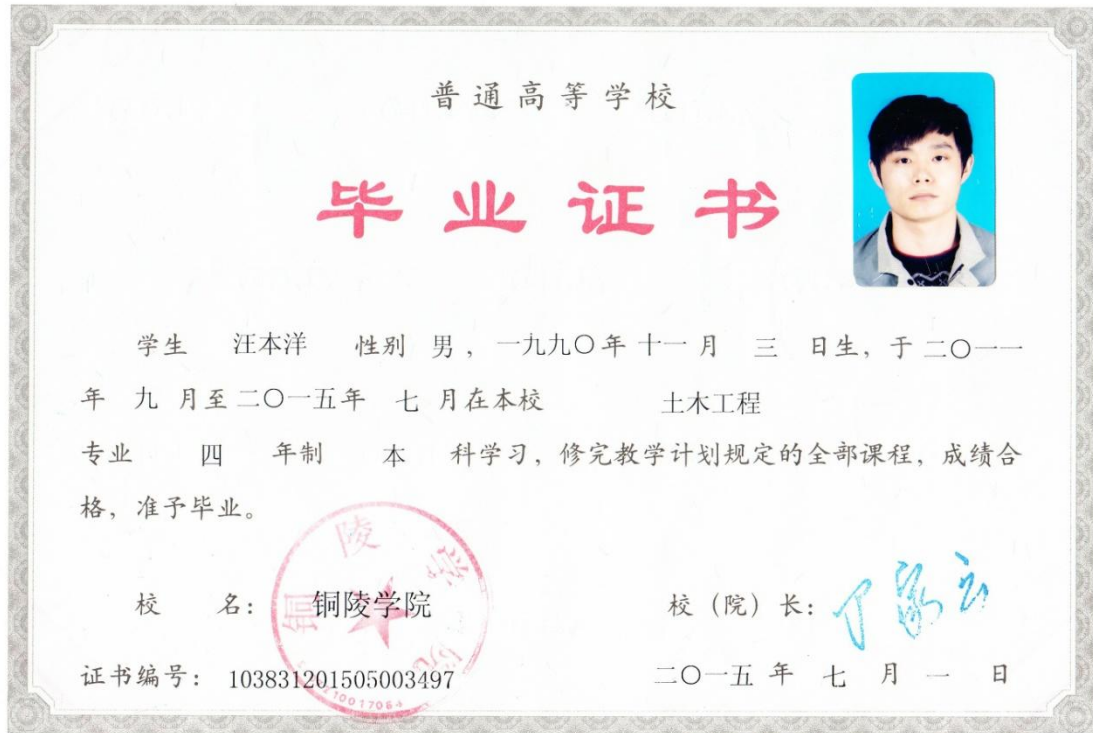 普通高等学校
毕业证书
学生 汪本洋 性别 男，一九九〇年 十一 月 三 日生，于 二〇一一
年 九 月至 二〇一五年 七 月在本校 土木工程
专业 四 年制 本 科学习，修完教学计划规定的全部课程，成绩合
格，准予毕业。
校 名： 铜陵学院 校（院）长：
铜陵学院
证书编号： 103831201505003497 二〇一五 年 七 月 一 日